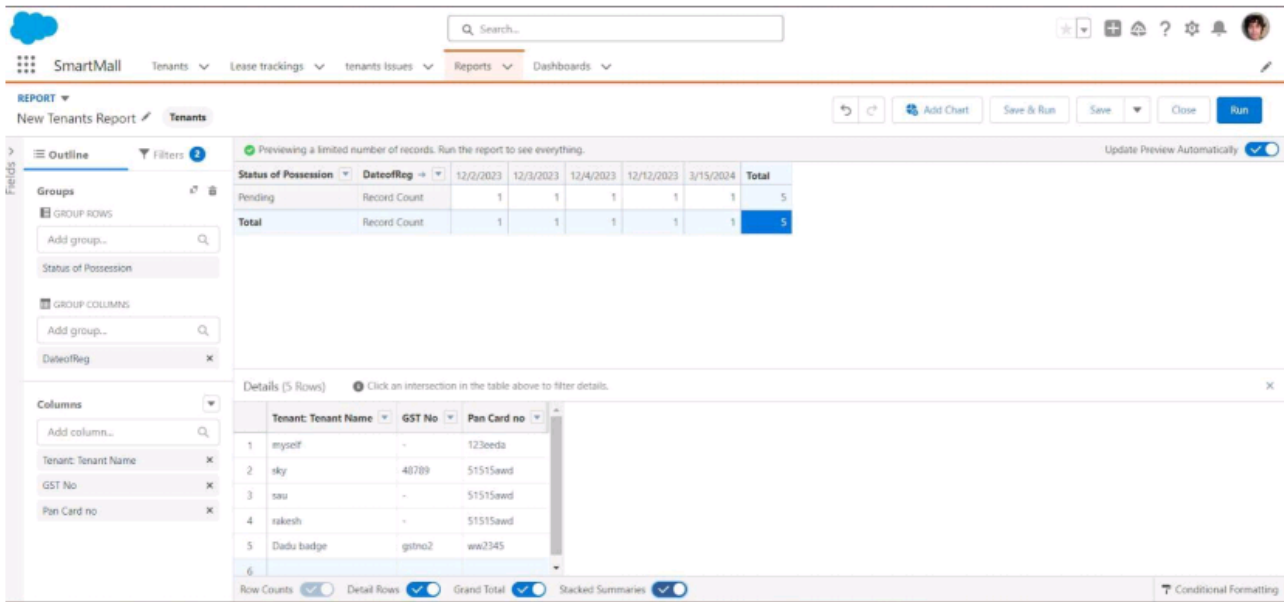 Search...
SmartMall Tenants Lease trackings tenants Issues Reports Dashboards
REPORT
New Tenants Report Tenants
Add Chart Save & Run Save Close Run
Fields
Outline Filters 2
Previewing a limited number of records. Run the report to see everything. Update Preview Automatically
Groups
GROUP ROWS
Add group...
Status of Possession
GROUP COLUMNS
Add group...
DateofReg
Status of Possession DateofReg 12/2/2023 12/3/2023 12/4/2023 12/12/2023 3/15/2024 Total
Pending Record Count 1 1 1 1 1 5
Total Record Count 1 1 1 1 1 5
Columns
Add column...
Tenant: Tenant Name
GST No
Pan Card no
Details (5 Rows) Click an intersection in the table above to filter details.
Tenant: Tenant Name GST No Pan Card no
1 myself - 123eeda
2 sky 48789 51515awd
3 sau - 51515awd
4 rakesh - 51515awd
5 Dadu badge gstno2 ww2345
6
Row Counts Detail Rows Grand Total Stacked Summaries Conditional Formatting